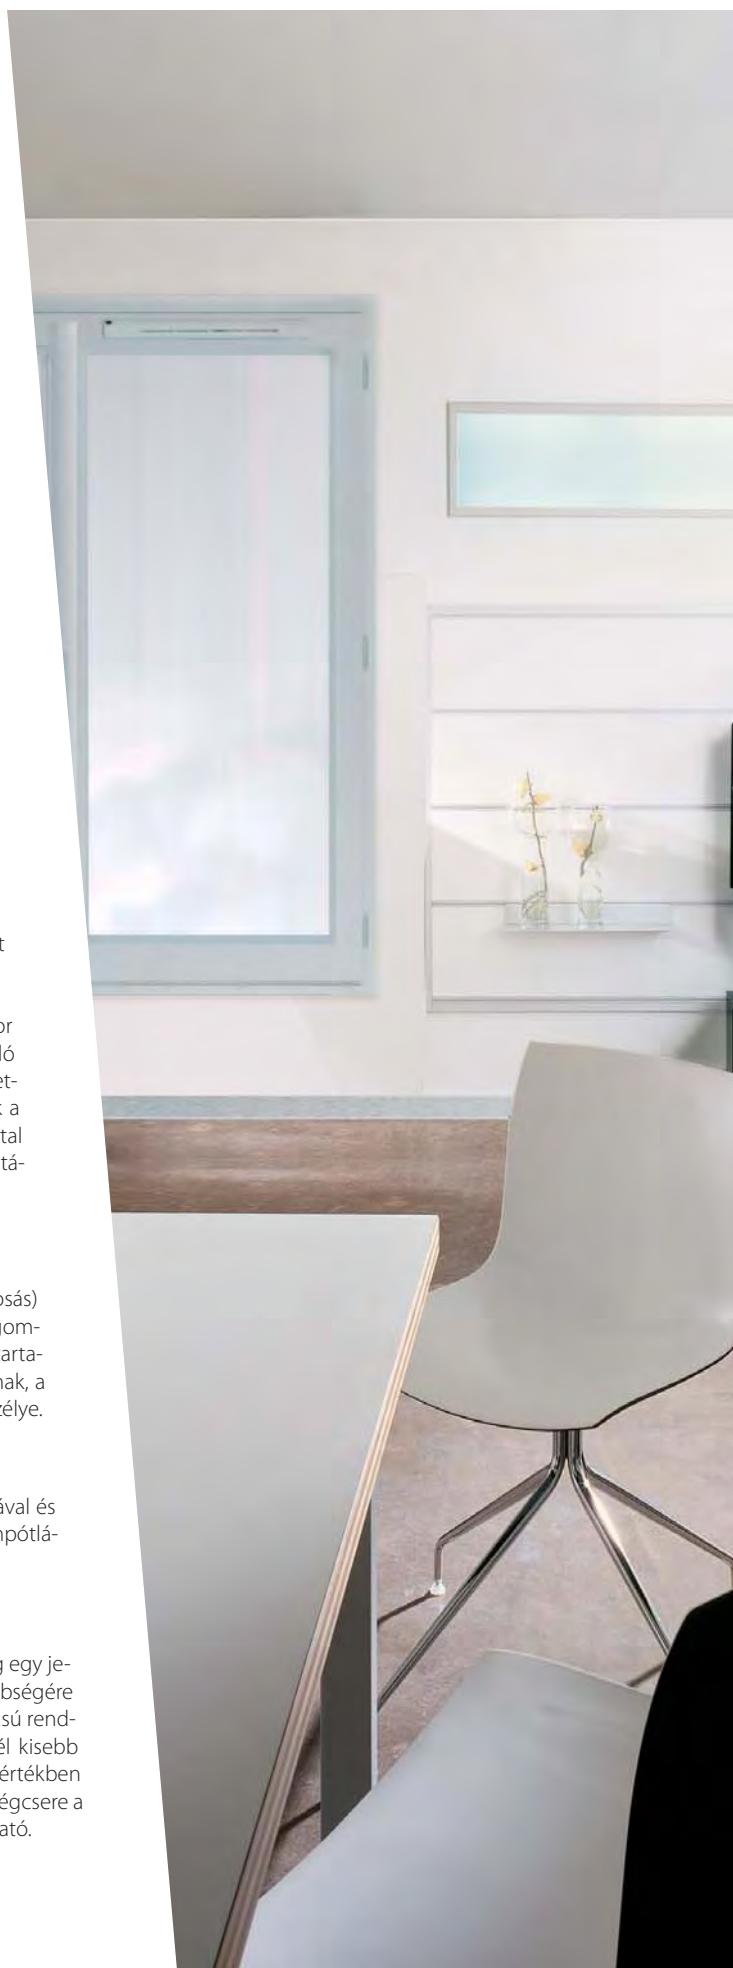 t
or
ló
et-
k a
tal
tá-
osás)
gom-
tarta-
nak, a
zélye.
ával és
npótlá-
g egy je-
bségére
sú rend-
él kisebb
értékben
égcsere a
ató.